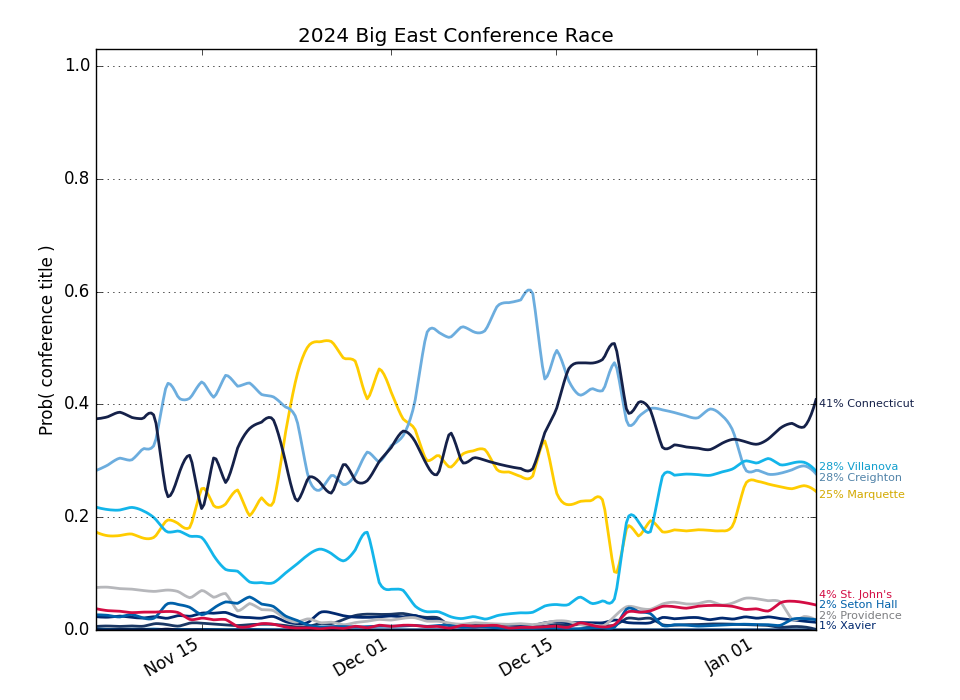 2024 Big East Conference Race
Prob( conference title )
1.0
0.8
0.6
0.4
0.2
0.0
Nov 15
Dec 01
Dec 15
Jan 01
41% Connecticut
28% Villanova
28% Creighton
25% Marquette
4% St. John's
2% Seton Hall
2% Providence
1% Xavier